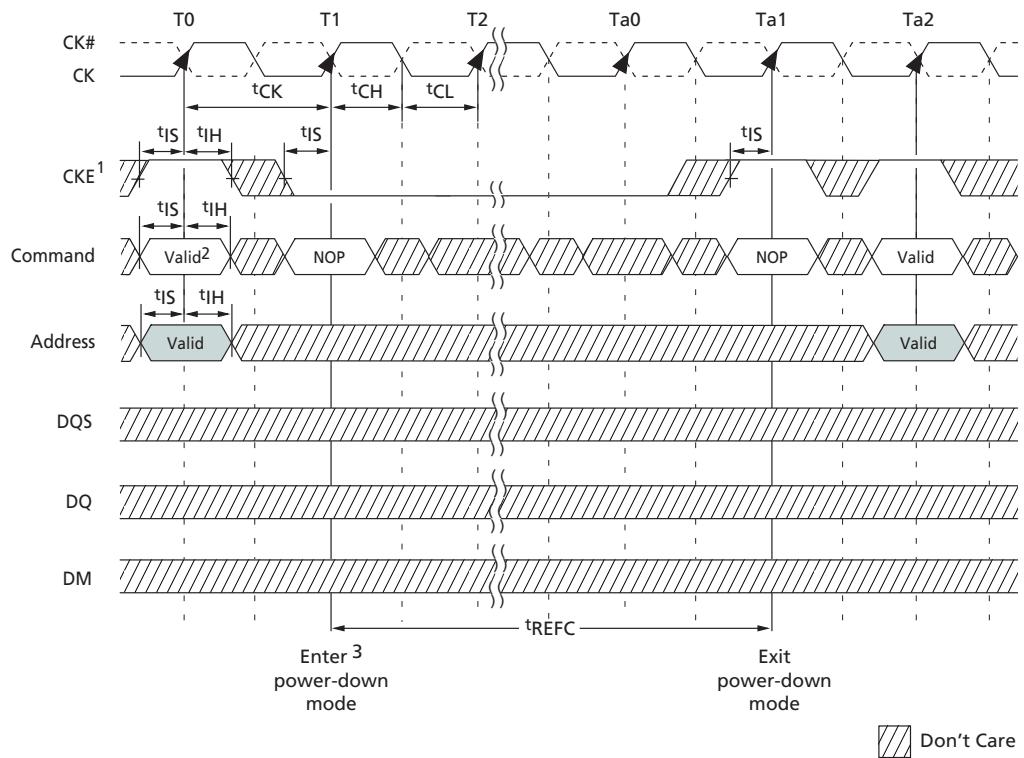 T0 T1 T2 Ta0 Ta1 Ta2
CK#
CK
tCK tCH tCL
tIS tIH tIS tIS
CKE1
tIS tIH
Command Valid2 NOP NOP Valid
tIS tIH
Address Valid Valid
DQS
DQ
DM
tREFC
Enter 3
power-down
mode
Exit
power-down
mode
Don't Care